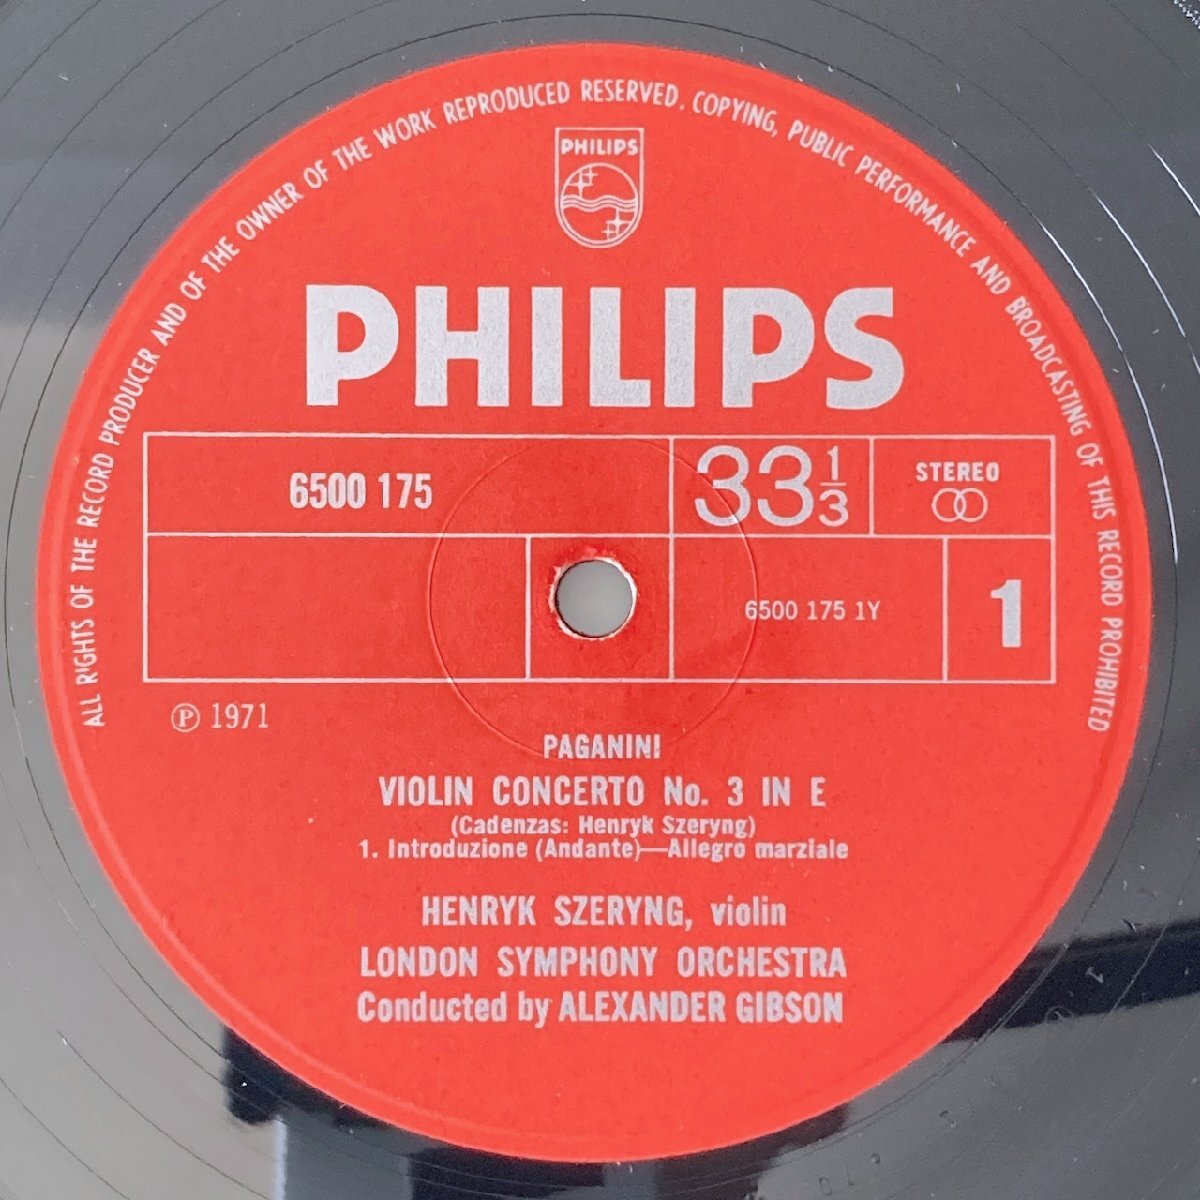 ALL RIGHTS OF THE RECORD PRODUCER AND OF THE OWNER OF THE WORK REPRODUCED RESERVED. COPYING, PUBLIC PERFORMANCE AND BROADCASTING OF THIS RECORD PROHIBITED
PHILIPS
PHILIPS
6500 175
33 1/3
STEREO
6500 175 1Y
1
℗ 1971
PAGANINI
VIOLIN CONCERTO No. 3 IN E
(Cadenzas: Henryk Szeryng)
1. Introduzione (Andante)—Allegro marziale
HENRYK SZERYNG, violin
LONDON SYMPHONY ORCHESTRA
Conducted by ALEXANDER GIBSON